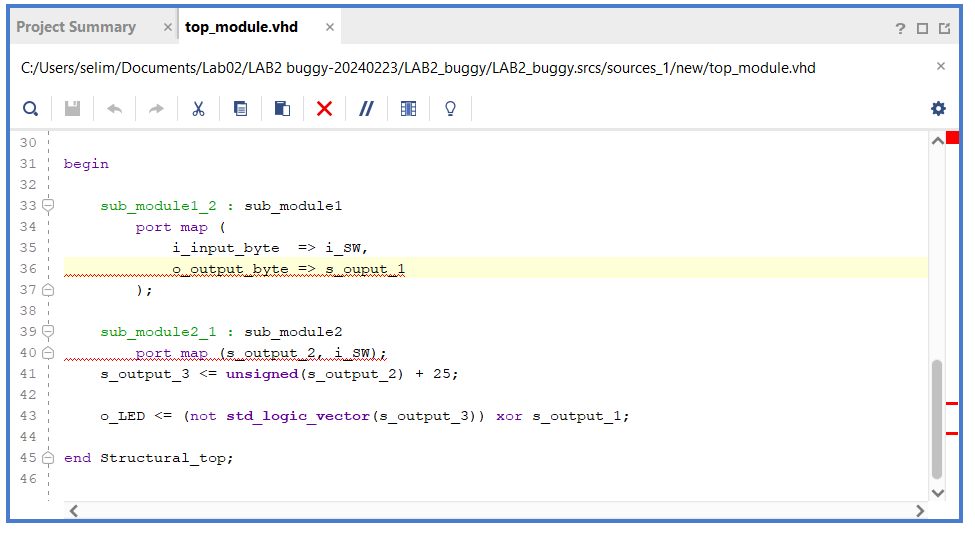 Project Summary × top_module.vhd × ?
C:/Users/selim/Documents/Lab02/LAB2 buggy-20240223/LAB2_buggy/LAB2_buggy.srcs/sources_1/new/top_module.vhd ×
30
31 begin
32
33 sub_module1_2 : sub_module1
34 port map (
35 i_input_byte => i_SW,
36 o_output_byte => s_ouput_1
37 );
38
39 sub_module2_1 : sub_module2
40 port map (s_output_2, i_SW);
41 s_output_3 <= unsigned(s_output_2) + 25;
42
43 o_LED <= (not std_logic_vector(s_output_3)) xor s_output_1;
44
45 end Structural_top;
46